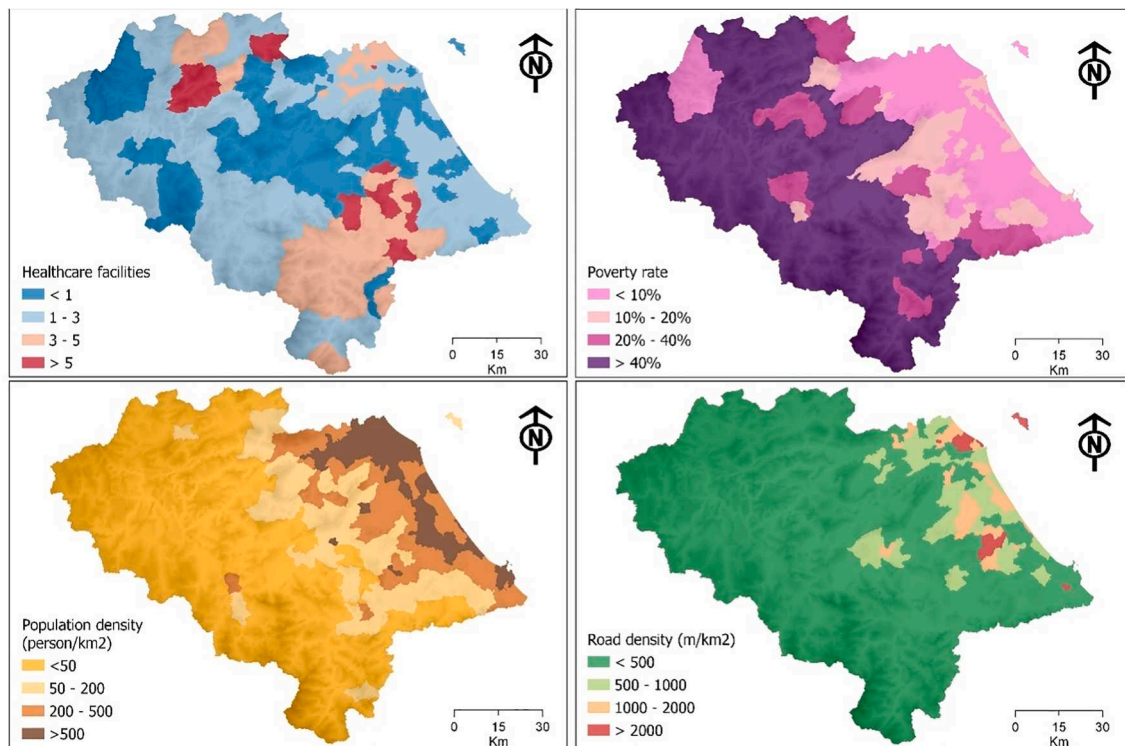 N
Healthcare facilities
< 1
1 - 3
3 - 5
> 5
0 15 30
Km
N
Poverty rate
< 10%
10% - 20%
20% - 40%
> 40%
0 15 30
Km
N
Population density
(person/km2)
<50
50 - 200
200 - 500
>500
0 15 30
Km
N
Road density (m/km2)
< 500
500 - 1000
1000 - 2000
> 2000
0 15 30
Km